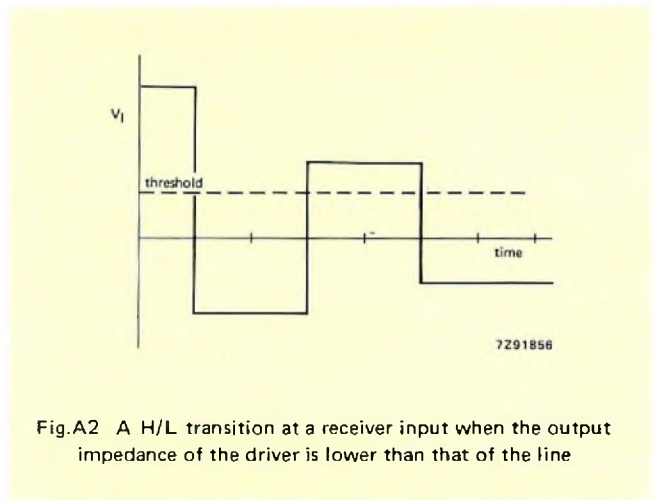 V_I
threshold
time
7Z91856
Fig.A2 A H/L transition at a receiver input when the output
impedance of the driver is lower than that of the line